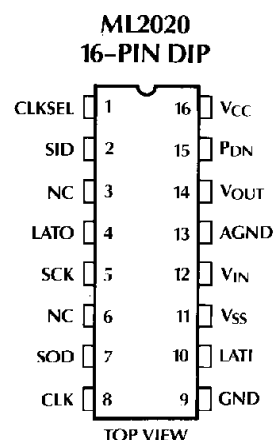 ML2020
16-PIN DIP
CLKSEL 1 16 VCC
SID 2 15 PDN
NC 3 14 VOUT
LATO 4 13 AGND
SCK 5 12 VIN
NC 6 11 VSS
SOD 7 10 LATI
CLK 8 9 GND
TOP VIEW